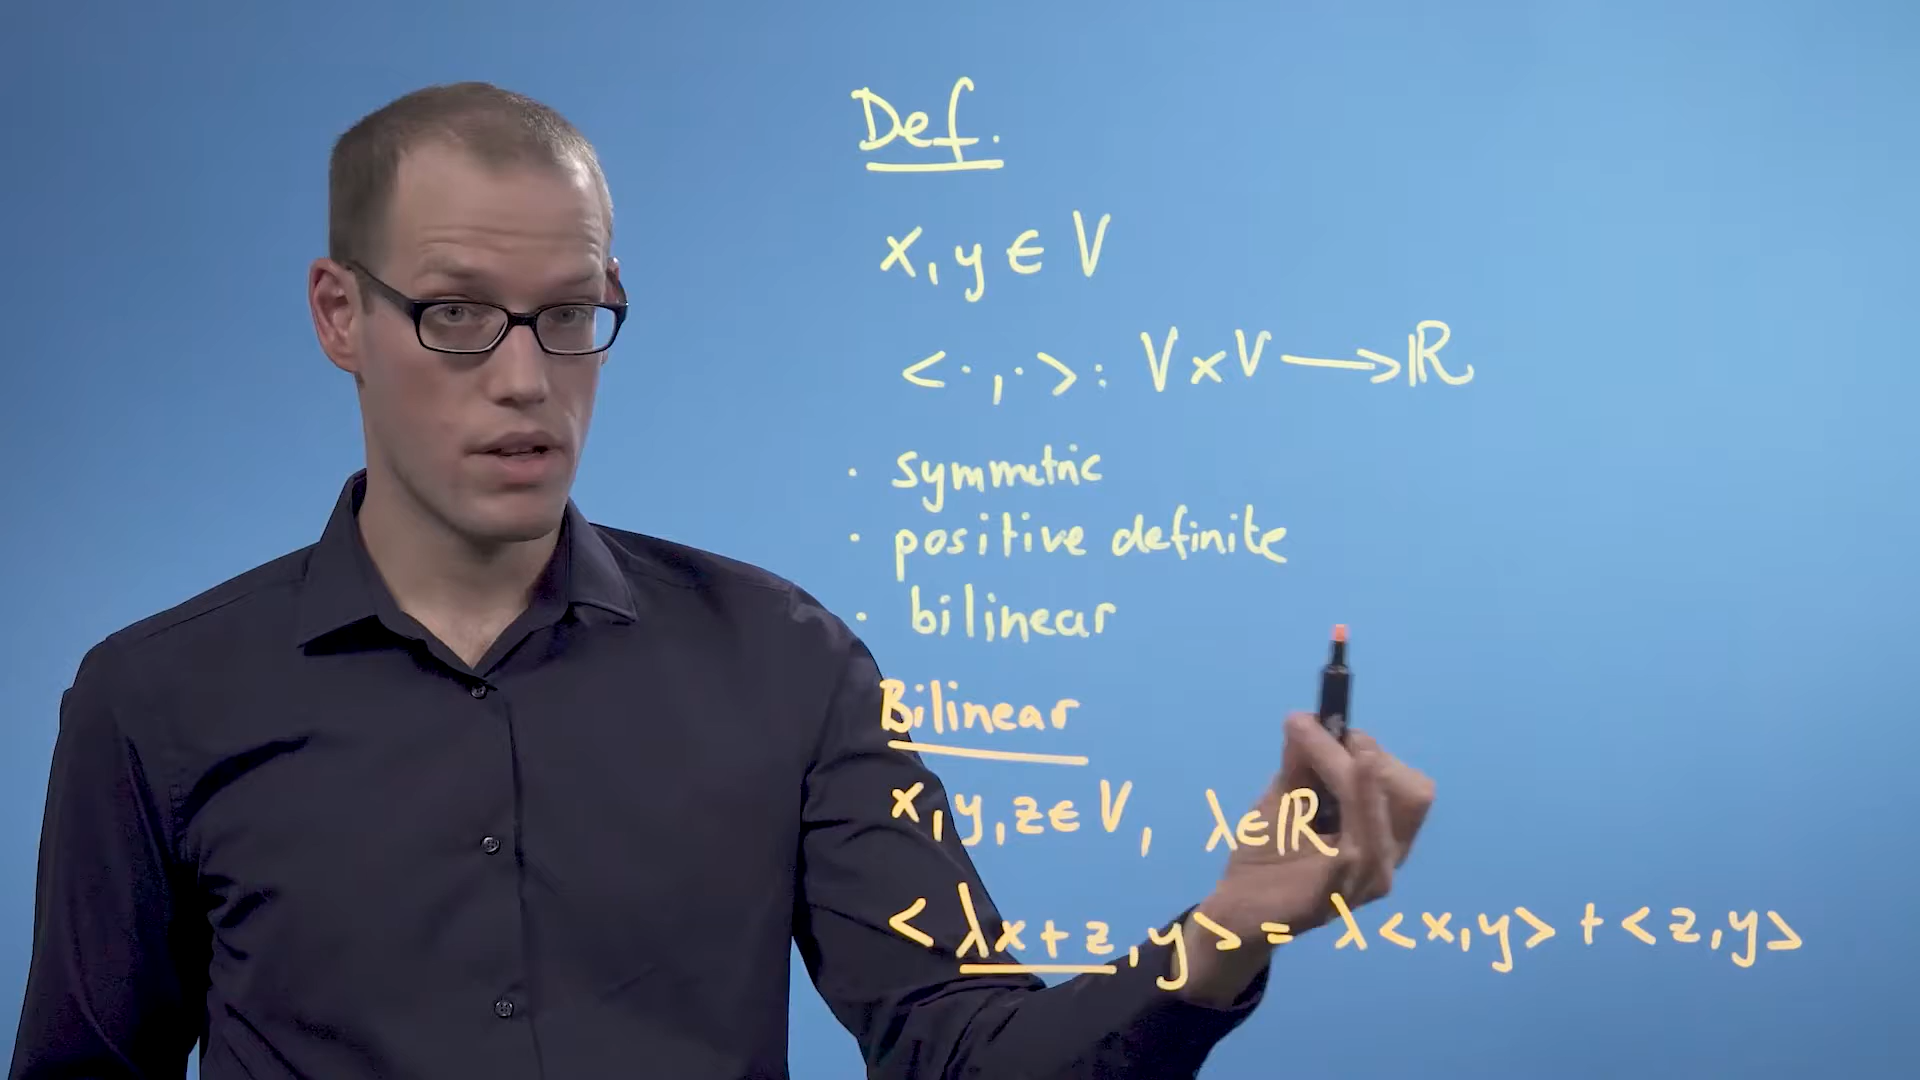 Def.
x, y ∈ V
<·,·>: V x V ⟶ ℝ
· symmetric
· positive definite
· bilinear
Bilinear
x, y, z ∈ V, λ ∈ ℝ
<λx + z, y> = λ<x, y> + <z, y>